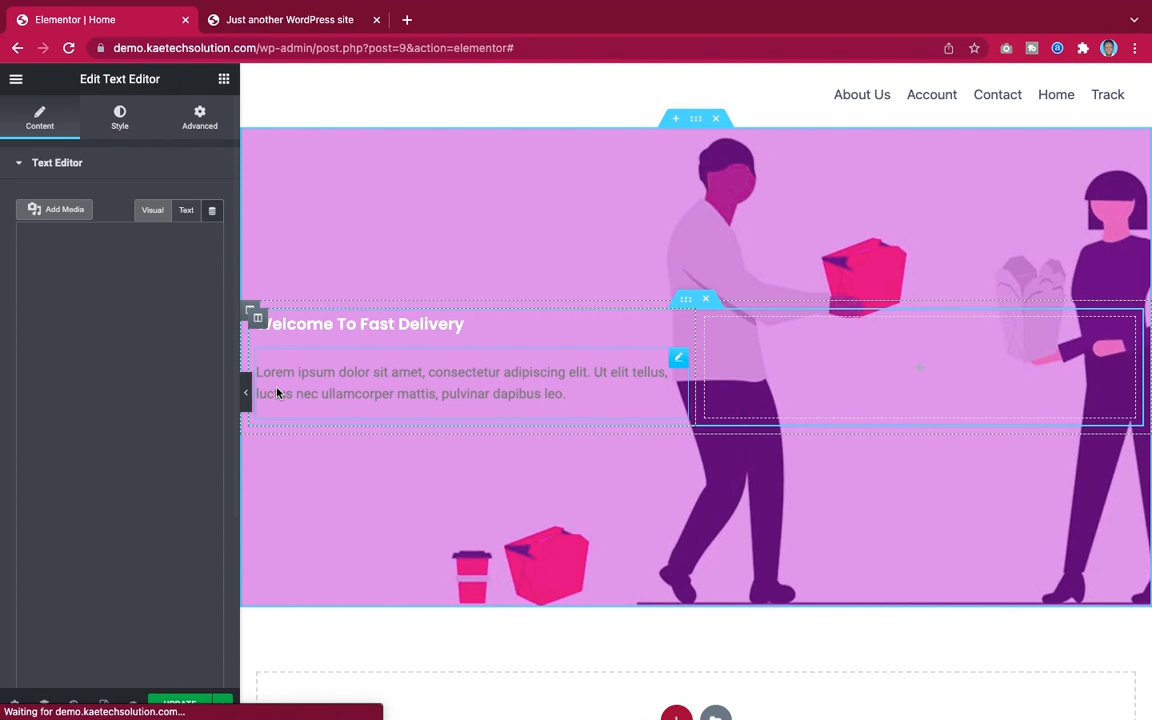 Elementor | Home
Just another WordPress site
demo.kaetechsolution.com/wp-admin/post.php?post=9&action=elementor#
Edit Text Editor
Content
Style
Advanced
Text Editor
Add Media
Visual
Text
About Us
Account
Contact
Home
Track
Welcome To Fast Delivery
Lorem ipsum dolor sit amet, consectetur adipiscing elit. Ut elit tellus,
luctus nec ullamcorper mattis, pulvinar dapibus leo.
UPDATE
Waiting for demo.kaetechsolution.com...